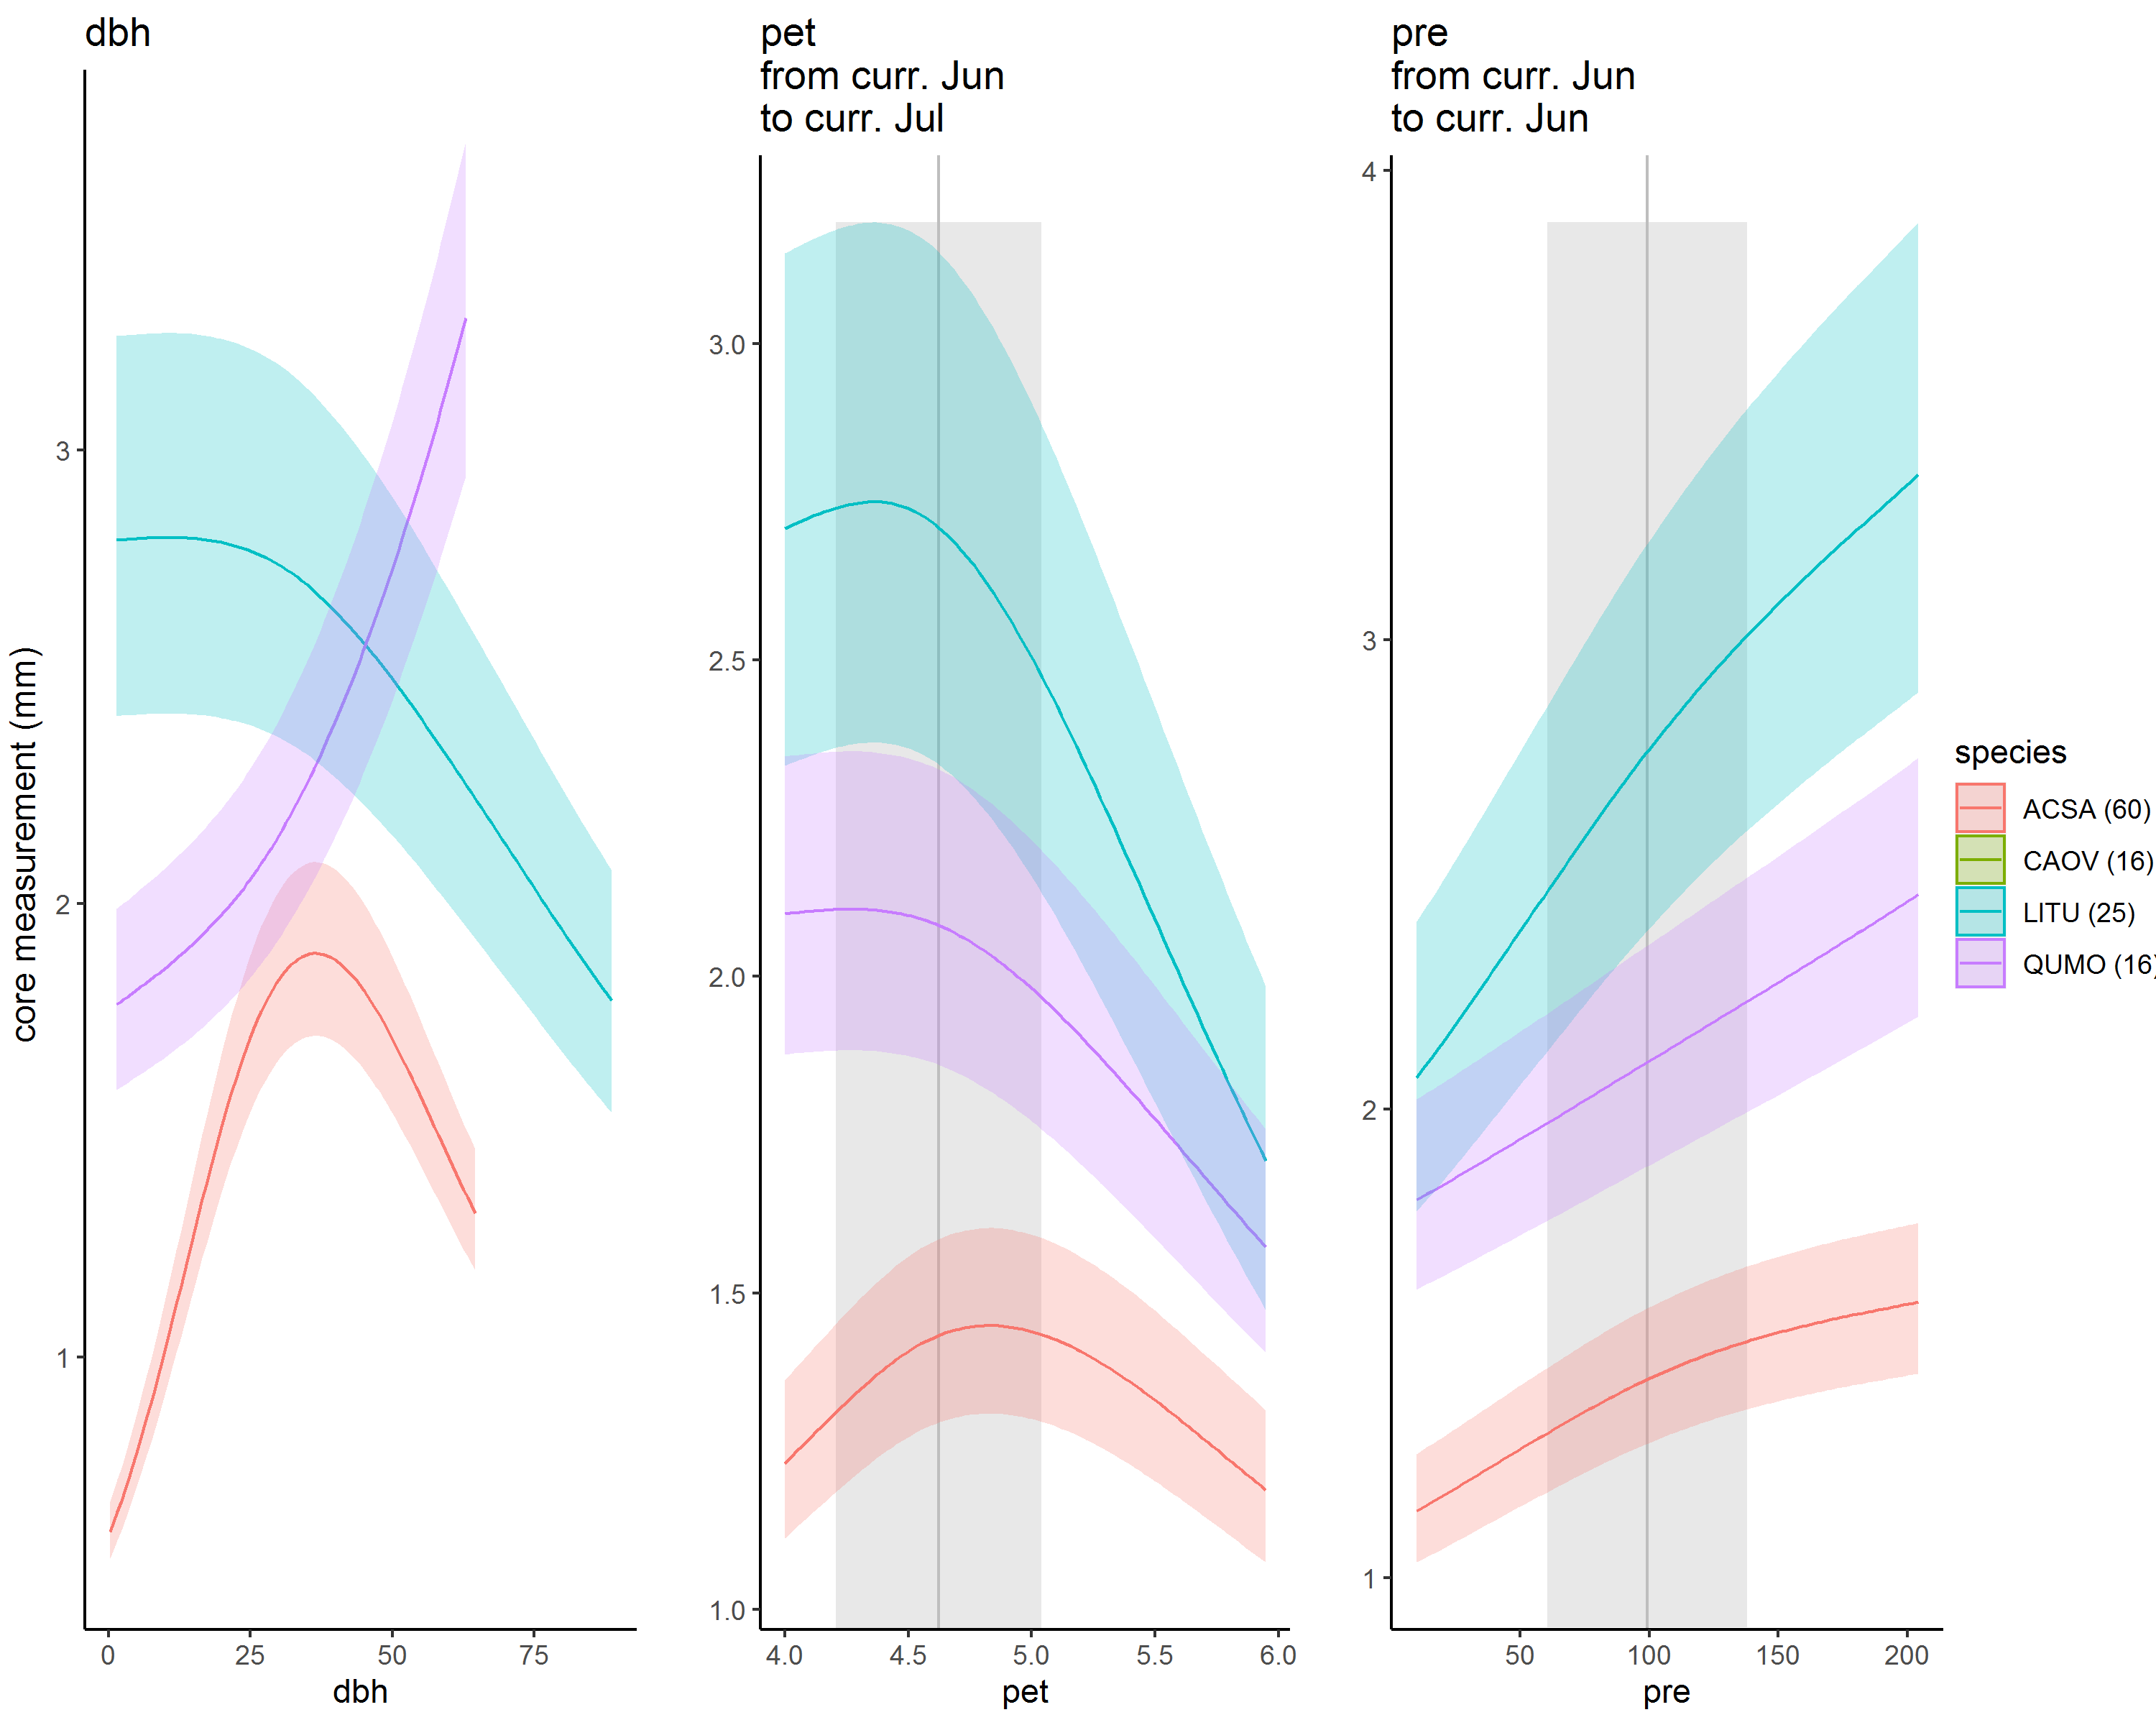 dbh
pet
from curr. Jun
to curr. Jul
pre
from curr. Jun
to curr. Jun
core measurement (mm)
3
2
1
0 25 50 75
dbh
3.0
2.5
2.0
1.5
1.0
4.0 4.5 5.0 5.5 6.0
pet
4
3
2
1
50 100 150 200
pre
species
ACSA (60)
CAOV (16)
LITU (25)
QUMO (16)